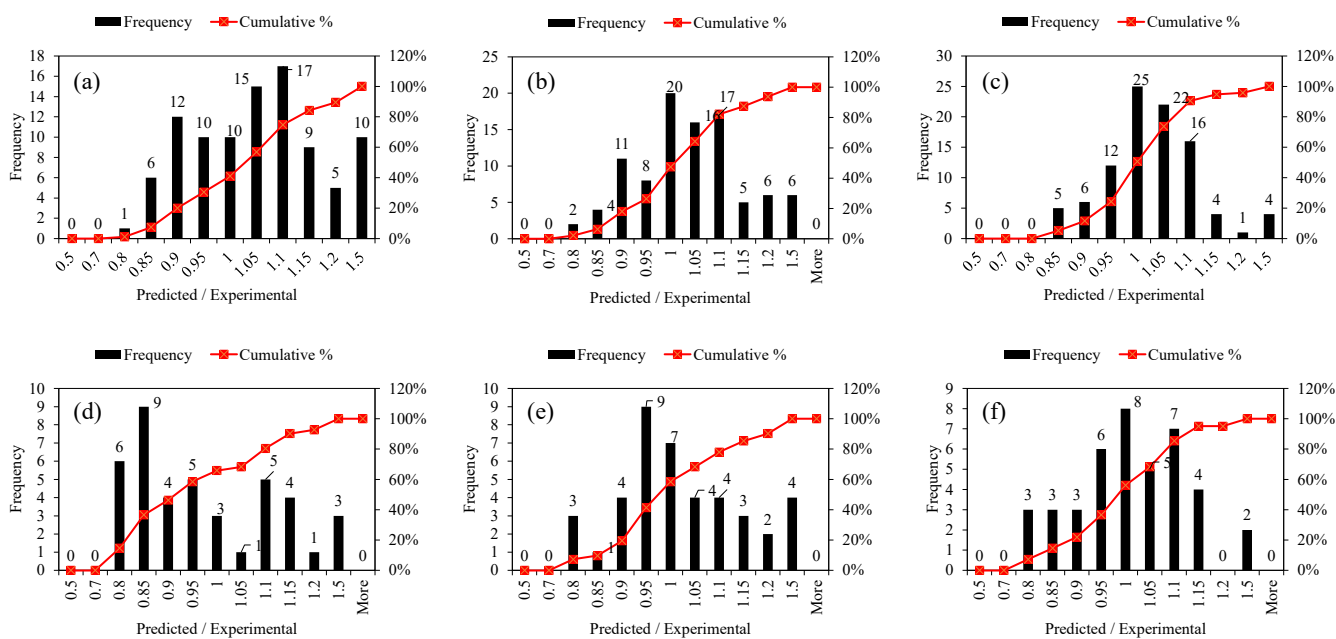 Frequency Cumulative %
(a)
Frequency
18
16
14
12
10
8
6
4
2
0
120%
100%
80%
60%
40%
20%
0%
0 0 1 6 12 10 10 15 17 9 5 10
0.5 0.7 0.8 0.85 0.9 0.95 1 1.05 1.1 1.15 1.2 1.5
Predicted / Experimental
Frequency Cumulative %
(b)
Frequency
25
20
15
10
5
0
120%
100%
80%
60%
40%
20%
0%
0 0 2 4 11 8 20 16 17 5 6 6 0
0.5 0.7 0.8 0.85 0.9 0.95 1 1.05 1.1 1.15 1.2 1.5 More
Predicted / Experimental
Frequency Cumulative %
(c)
Frequency
30
25
20
15
10
5
0
120%
100%
80%
60%
40%
20%
0%
0 0 0 5 6 12 25 22 16 4 1 4
0.5 0.7 0.8 0.85 0.9 0.95 1 1.05 1.1 1.15 1.2 1.5
Predicted / Experimental
Frequency Cumulative %
(d)
Frequency
10
9
8
7
6
5
4
3
2
1
0
120%
100%
80%
60%
40%
20%
0%
0 0 6 9 4 5 3 1 5 4 1 3 0
0.5 0.7 0.8 0.85 0.9 0.95 1 1.05 1.1 1.15 1.2 1.5 More
Predicted / Experimental
Frequency Cumulative %
(e)
Frequency
10
9
8
7
6
5
4
3
2
1
0
120%
100%
80%
60%
40%
20%
0%
0 0 3 1 4 9 7 4 4 3 2 4 0
0.5 0.7 0.8 0.85 0.9 0.95 1 1.05 1.1 1.15 1.2 1.5 More
Predicted / Experimental
Frequency Cumulative %
(f)
Frequency
9
8
7
6
5
4
3
2
1
0
120%
100%
80%
60%
40%
20%
0%
0 0 3 3 3 6 8 5 7 4 0 2 0
0.5 0.7 0.8 0.85 0.9 0.95 1 1.05 1.1 1.15 1.2 1.5 More
Predicted / Experimental